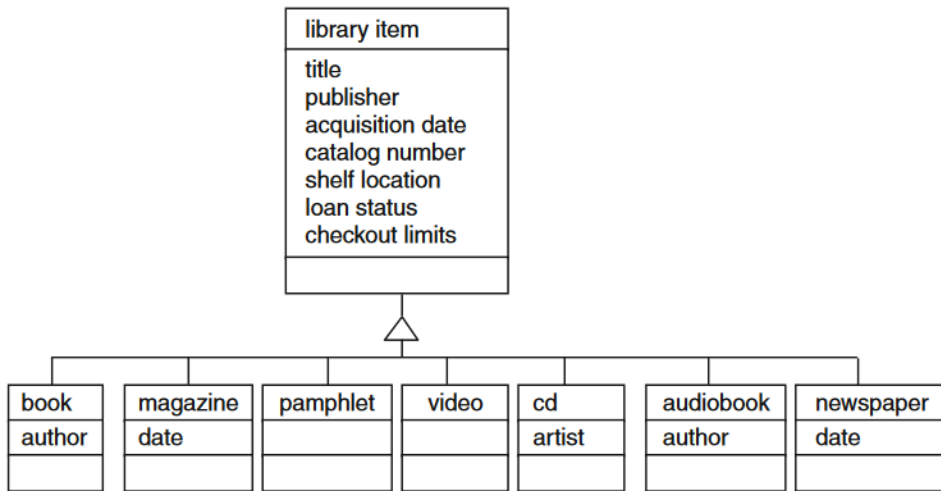 library item
title
publisher
acquisition date
catalog number
shelf location
loan status
checkout limits
book
author
magazine
date
pamphlet
video
cd
artist
audiobook
author
newspaper
date